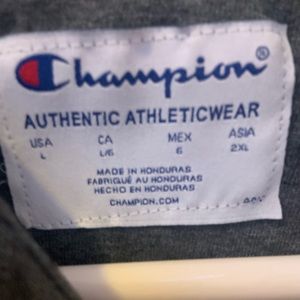 Champion®
AUTHENTIC ATHLETICWEAR
USA CA MEX ASIA
L L/G G 2XL
MADE IN HONDURAS
FABRIQUÉ AU HONDURAS
HECHO EN HONDURAS
CHAMPION.COM